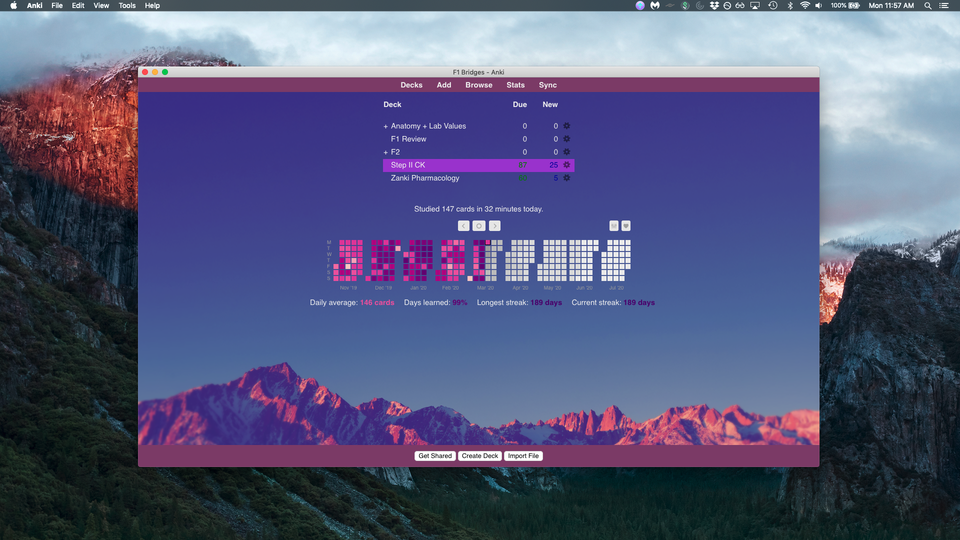 Anki File Edit View Tools Help 100% Mon 11:57 AM
F1 Bridges - Anki
Decks Add Browse Stats Sync
Deck Due New
+ Anatomy + Lab Values 0 0
F1 Review 0 0
+ F2 0 0
Step II CK 87 25
Zanki Pharmacology 5
Studied 147 cards in 32 minutes today.
M
T
W
T
F
S
S
Nov '19 Dec '19 Jan '20 Feb '20 Mar '20 Apr '20 May '20 Jun '20 Jul '20
Daily average: 146 cards Days learned: 99% Longest streak: 189 days Current streak: 189 days
Get Shared Create Deck Import File